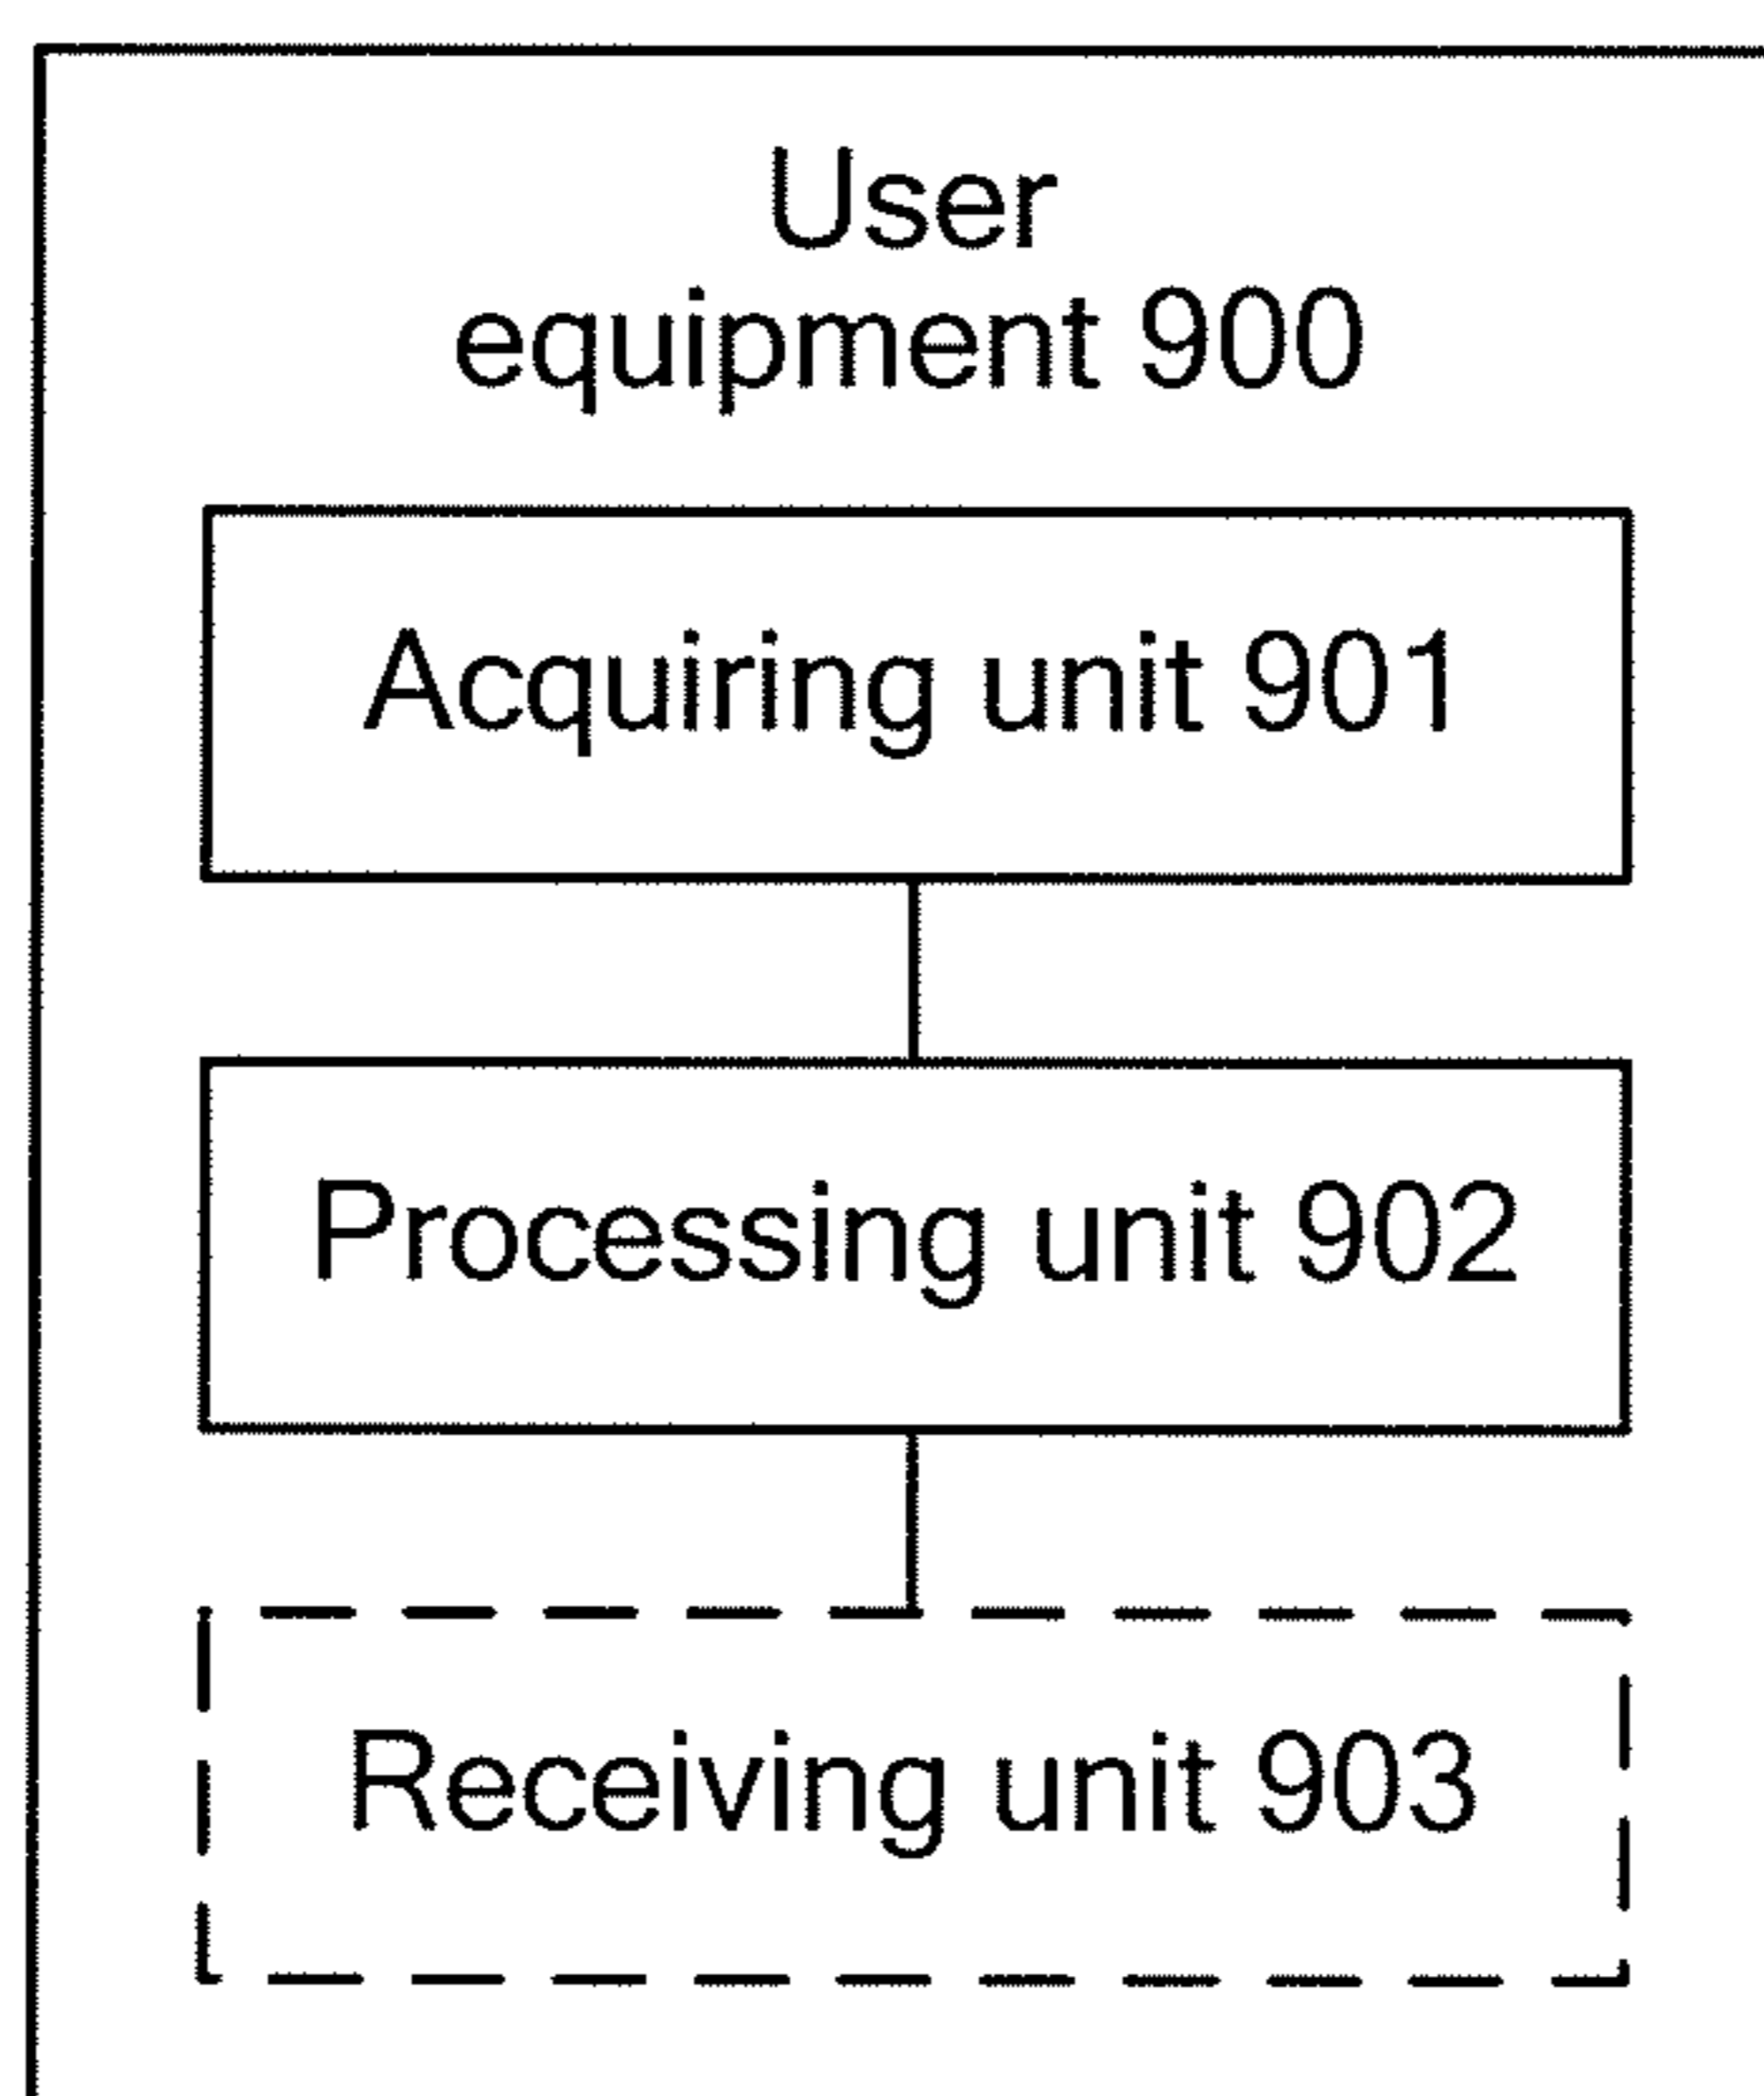 User
equipment 900
Acquiring unit 901
Processing unit 902
Receiving unit 903